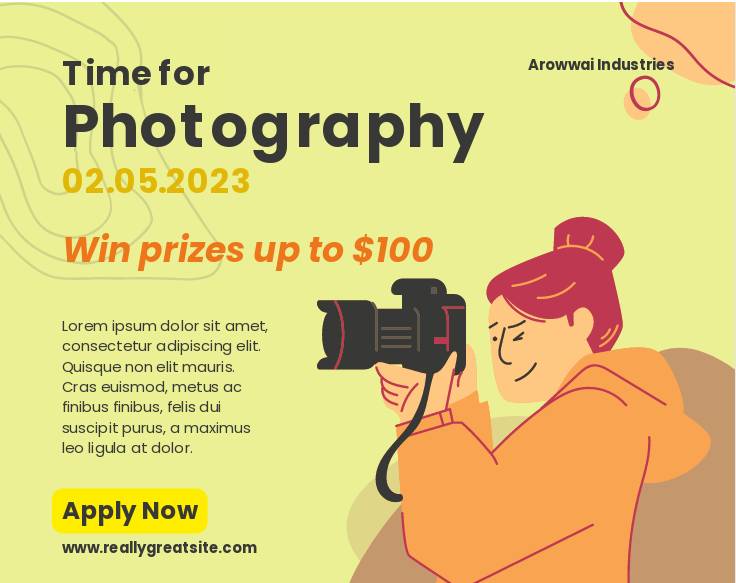 Time for
Photography
02.05.2023
Win prizes up to $100
Arowwai Industries
Lorem ipsum dolor sit amet,
consectetur adipiscing elit.
Quisque non elit mauris.
Cras euismod, metus ac
finibus finibus, felis dui
suscipit purus, a maximus
leo ligula at dolor.
Apply Now
www.reallygreatsite.com